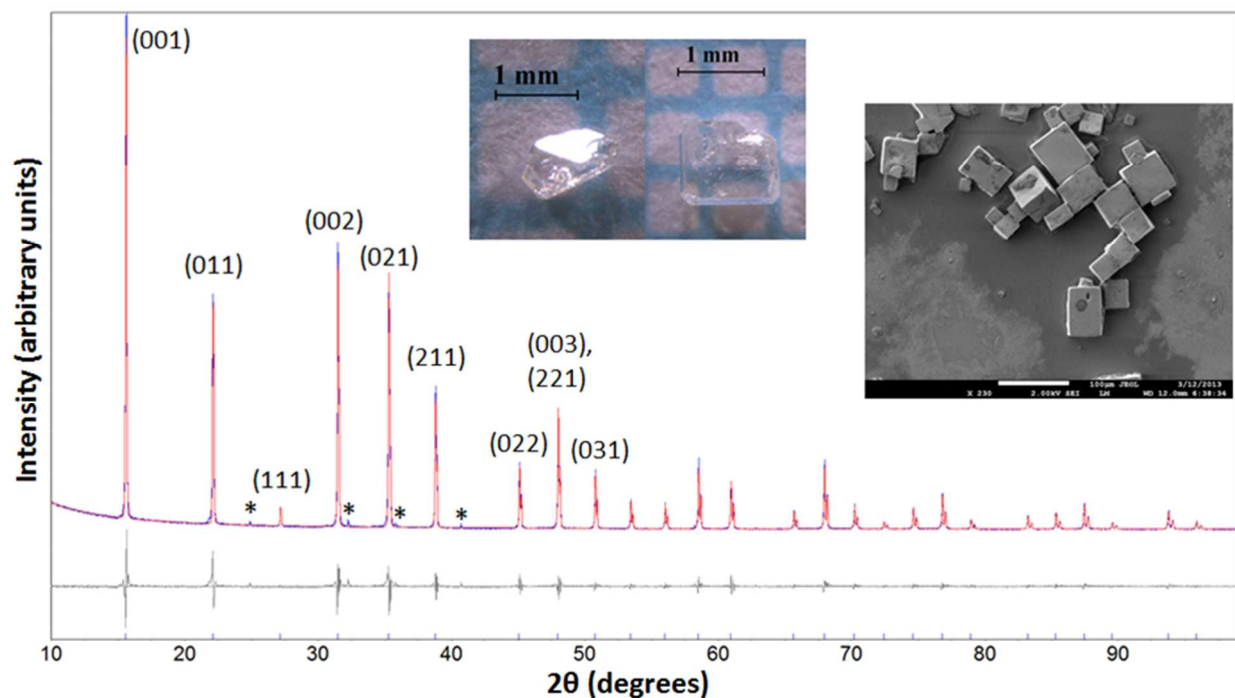 (001)
1 mm
1 mm
(002)
(021)
(011)
(211)
(003),
(221)
(022)
(031)
(111)
*
*
*
*
100μm JEOL 3/12/2013
X 230 2.00kV SEI LM WD 12.0mm 6:38:34
Intensity (arbitrary units)
10 20 30 40 50 60 70 80 90
2θ (degrees)